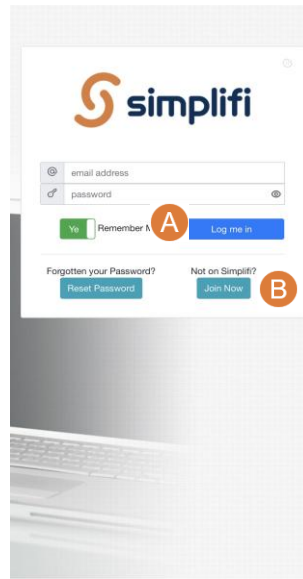 simplifi
@ email address
password
Ye Remember M A Log me in
Forgotten your Password? Not on Simplifi?
Reset Password Join Now B